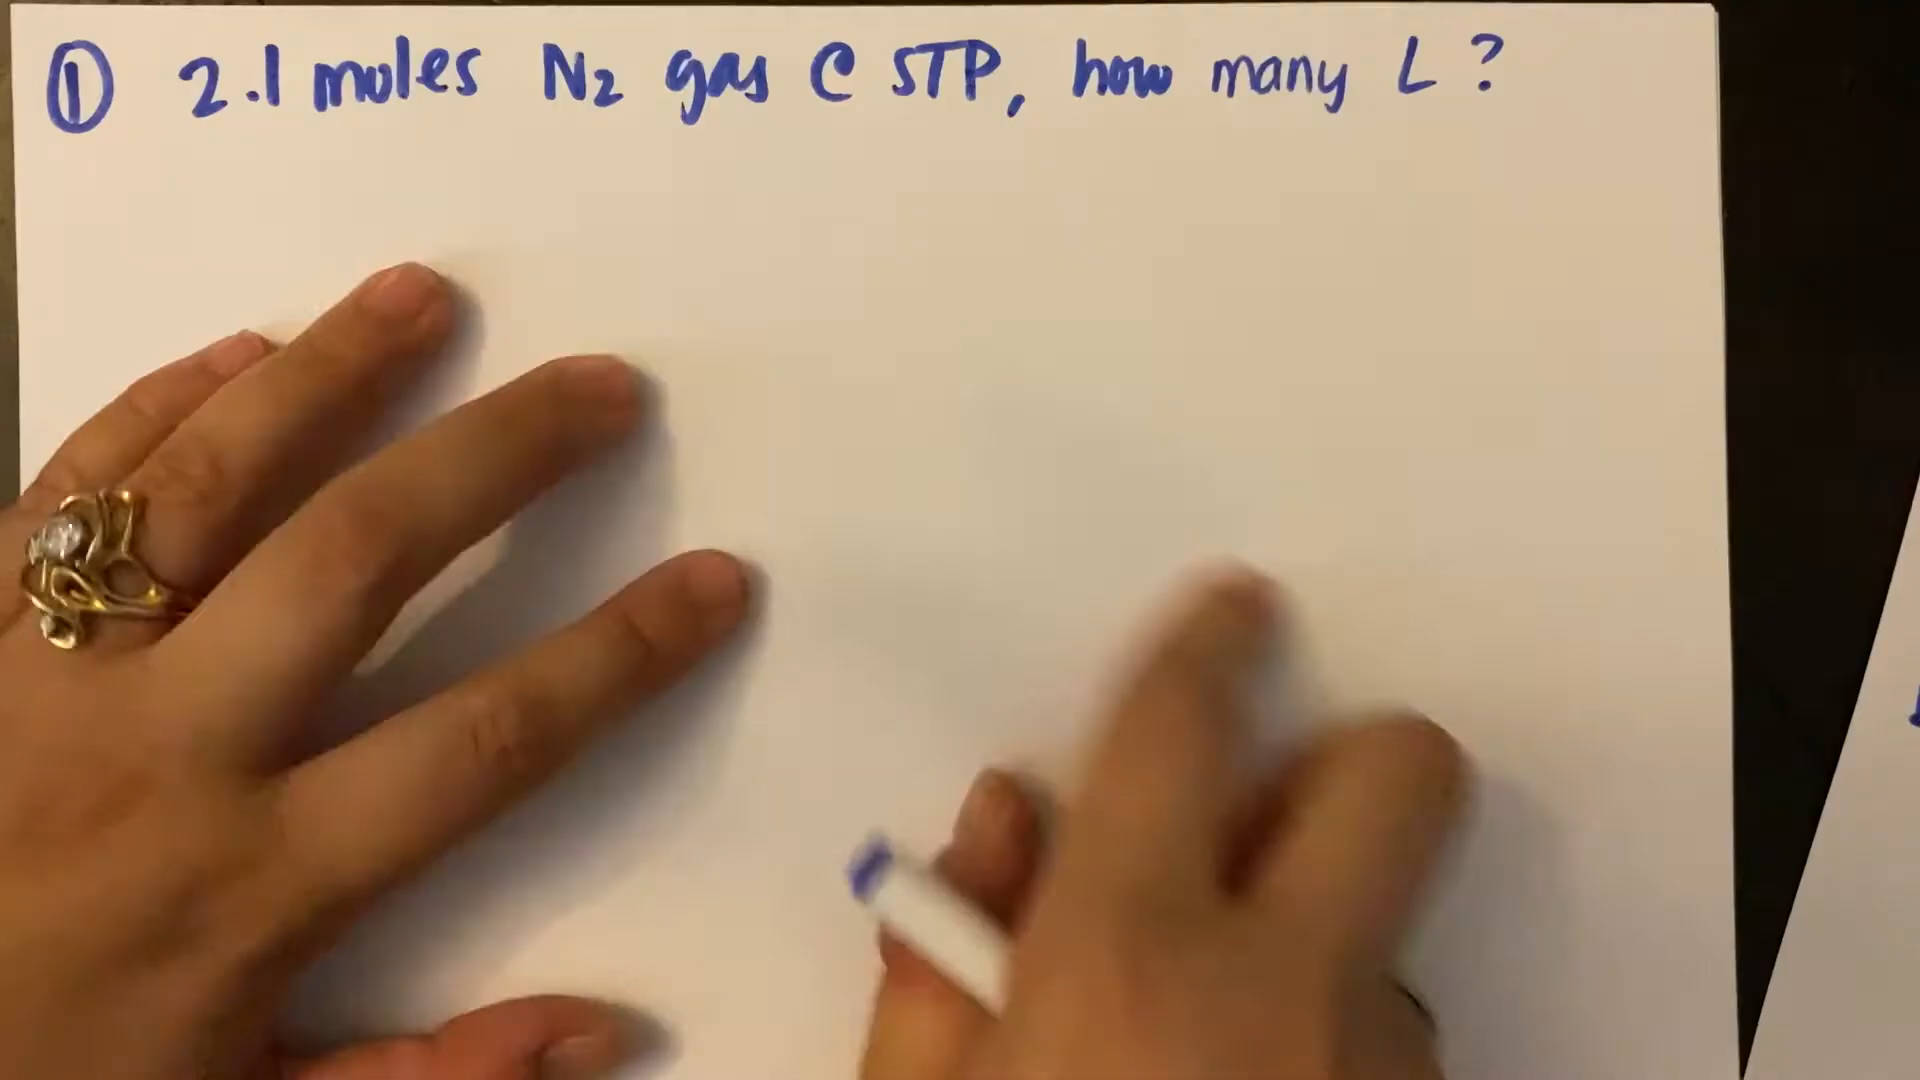 ① 2.1 moles N2 gas @ STP, how many L?